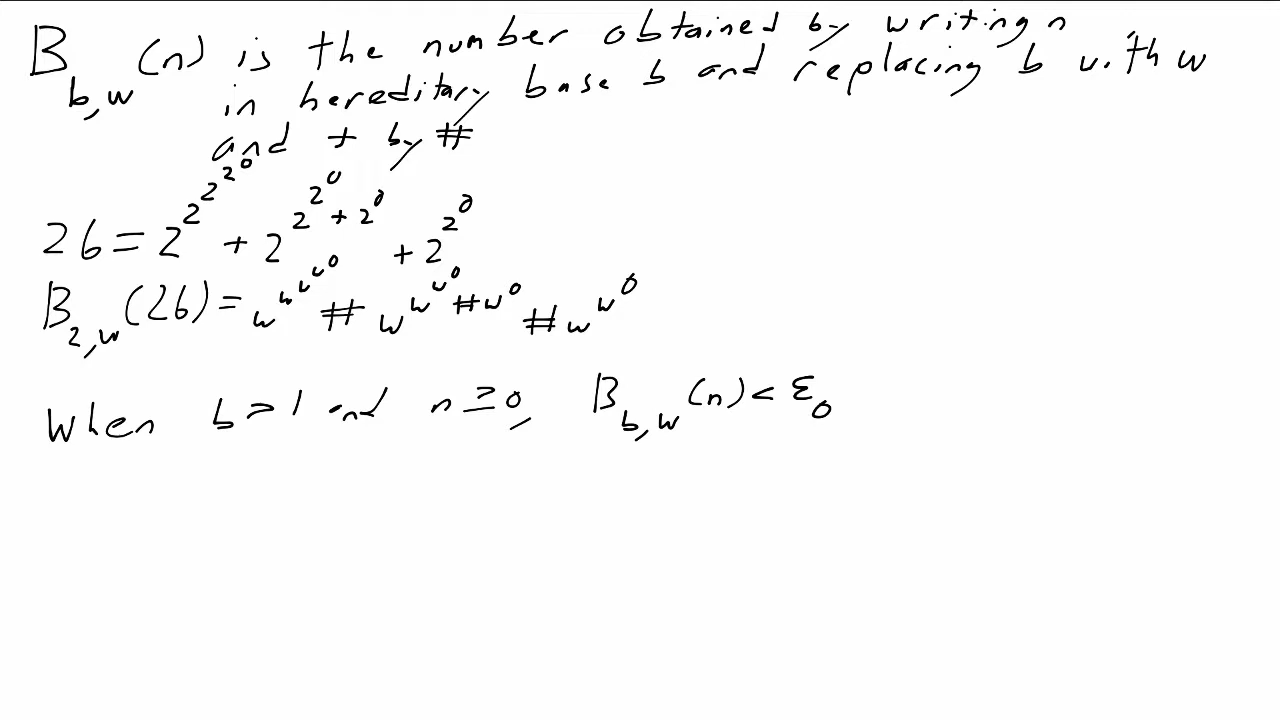 B_{b,w}(n) is the number obtained by writing n
in hereditary base b and replacing b with w
and + by #
26 = 2^{2^{2^{2^0}}} + 2^{2^{2^0} + 2^0} + 2^{2^0}
B_{2,w}(26) = w^{w^{w^{w^0}}} # w^{w^{w^0} # w^0} # w^{w^0}
When b > 1 and n ≥ 0, B_{b,w}(n) < ε_0